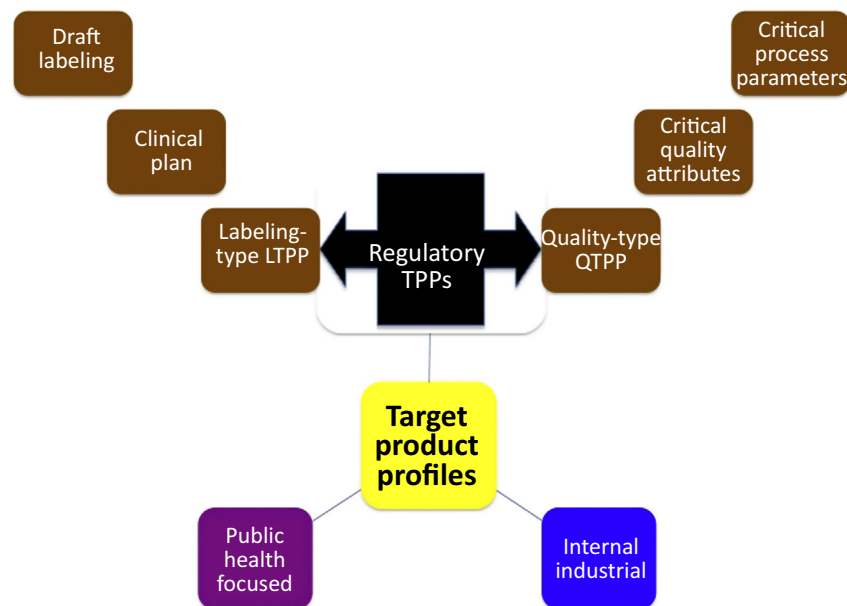 Draft
labeling
Critical
process
parameters
Clinical
plan
Critical
quality
attributes
Labeling-
type LTPP
Regulatory
TPPs
Quality-type
QTPP
Target
product
profiles
Public
health
focused
Internal
industrial